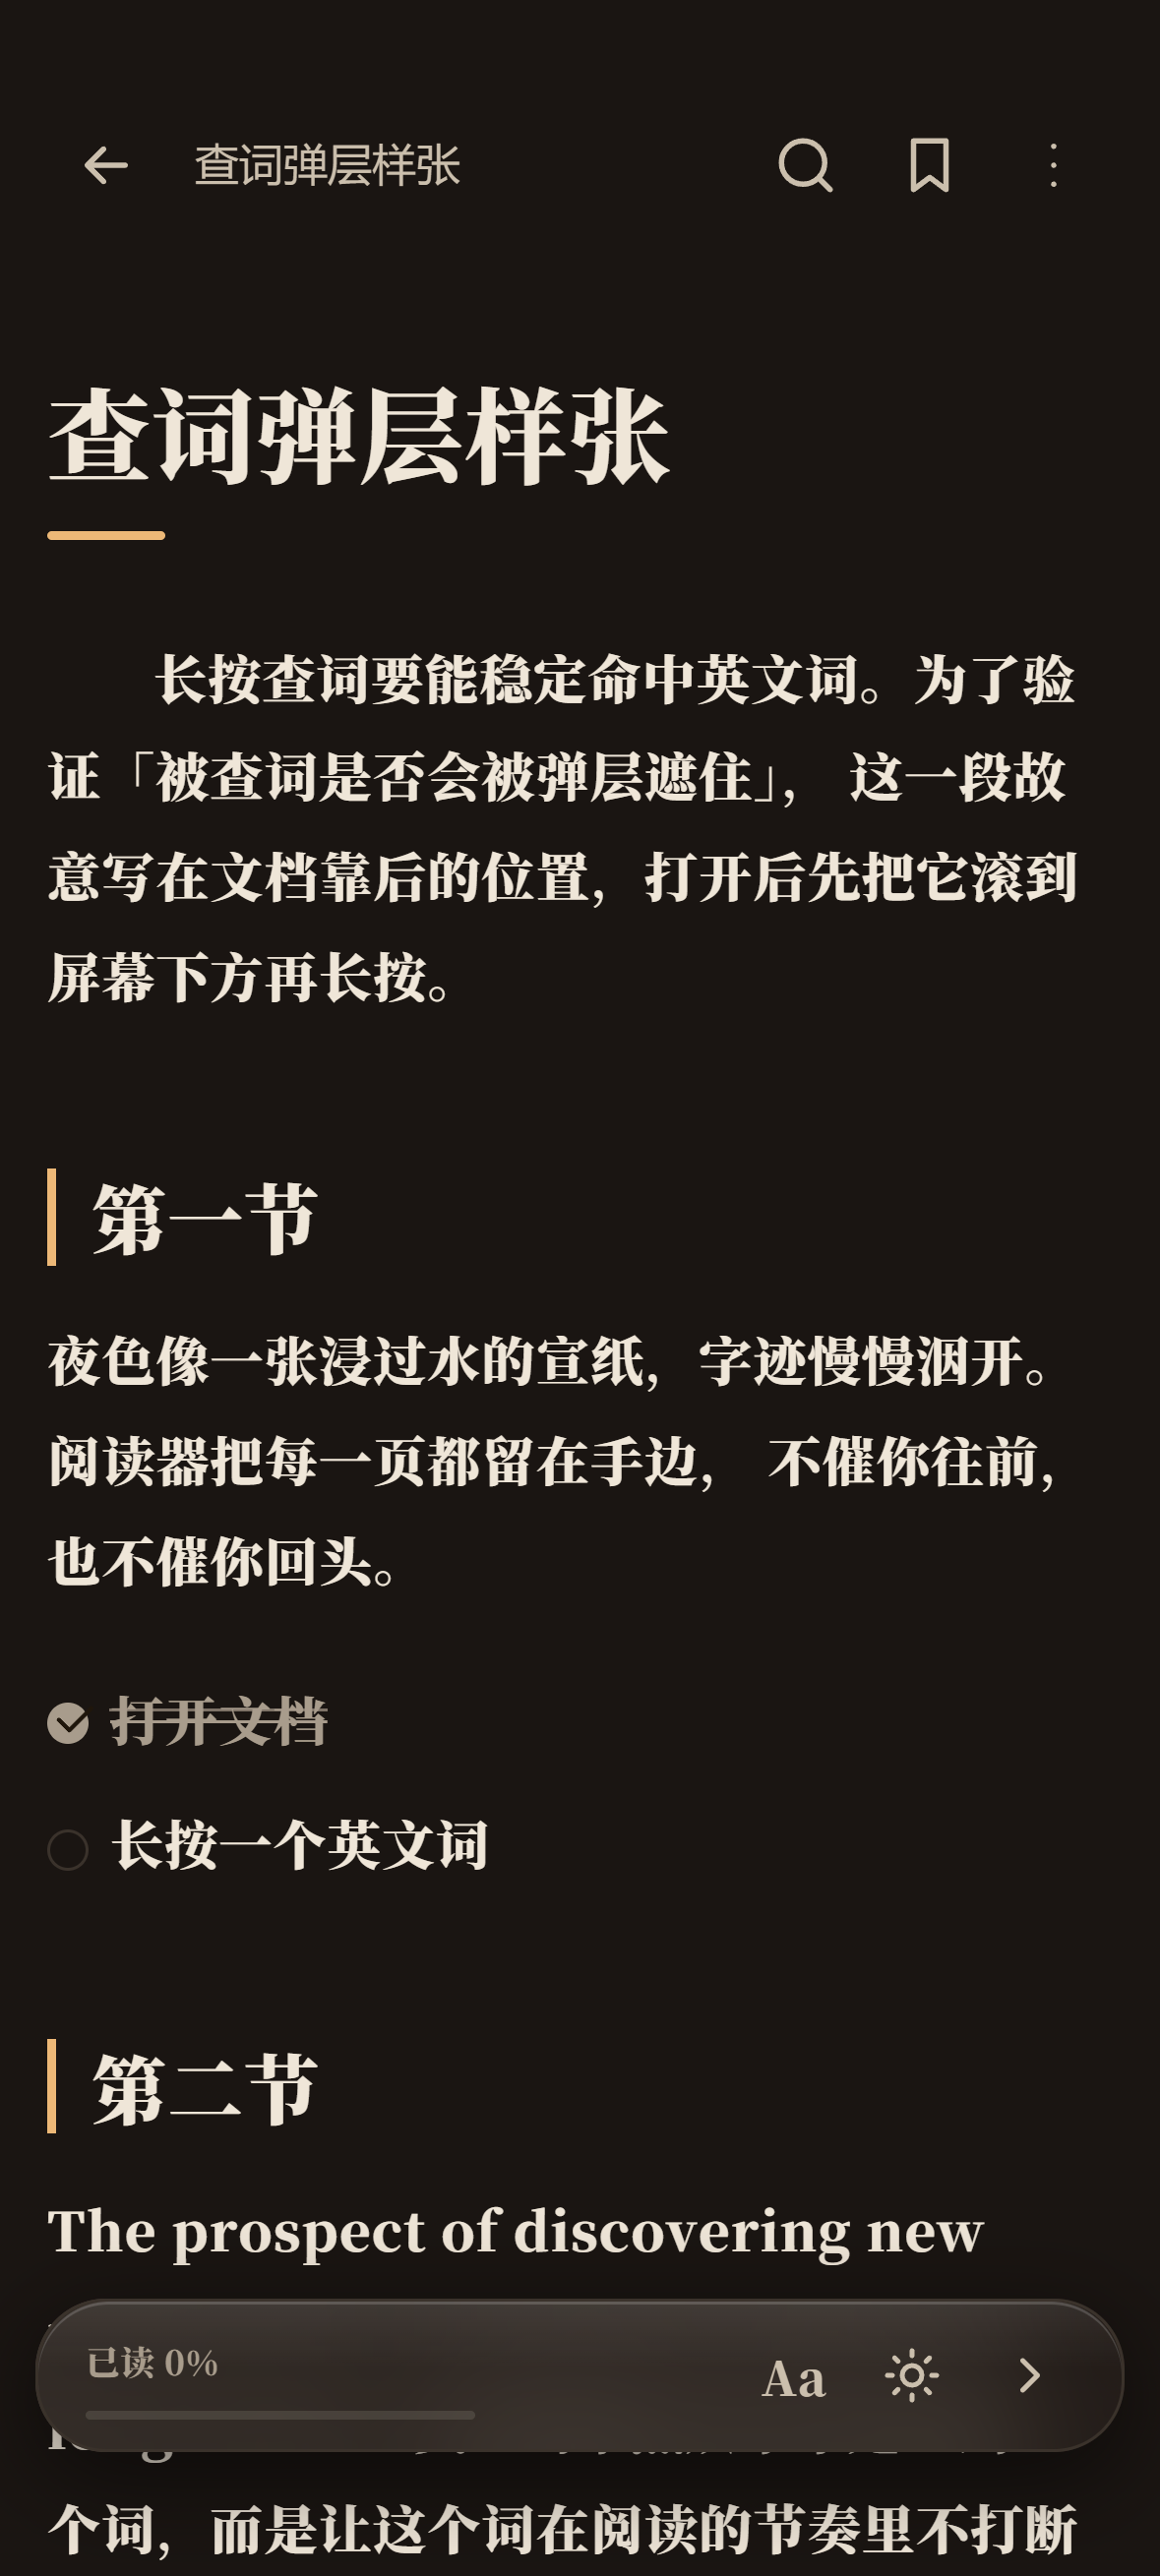 查词弹层样张
查词弹层样张
长按查词要能稳定命中英文词。为了验
证「被查词是否会被弹层遮住」， 这一段故
意写在文档靠后的位置，打开后先把它滚到
屏幕下方再长按。
第一节
夜色像一张浸过水的宣纸，字迹慢慢洇开。
阅读器把每一页都留在手边， 不催你往前，
也不催你回头。
打开文档
长按一个英文词
第二节
The prospect of discovering new
已读 0%
Aa
个词，而是让这个词在阅读的节奏里不打断